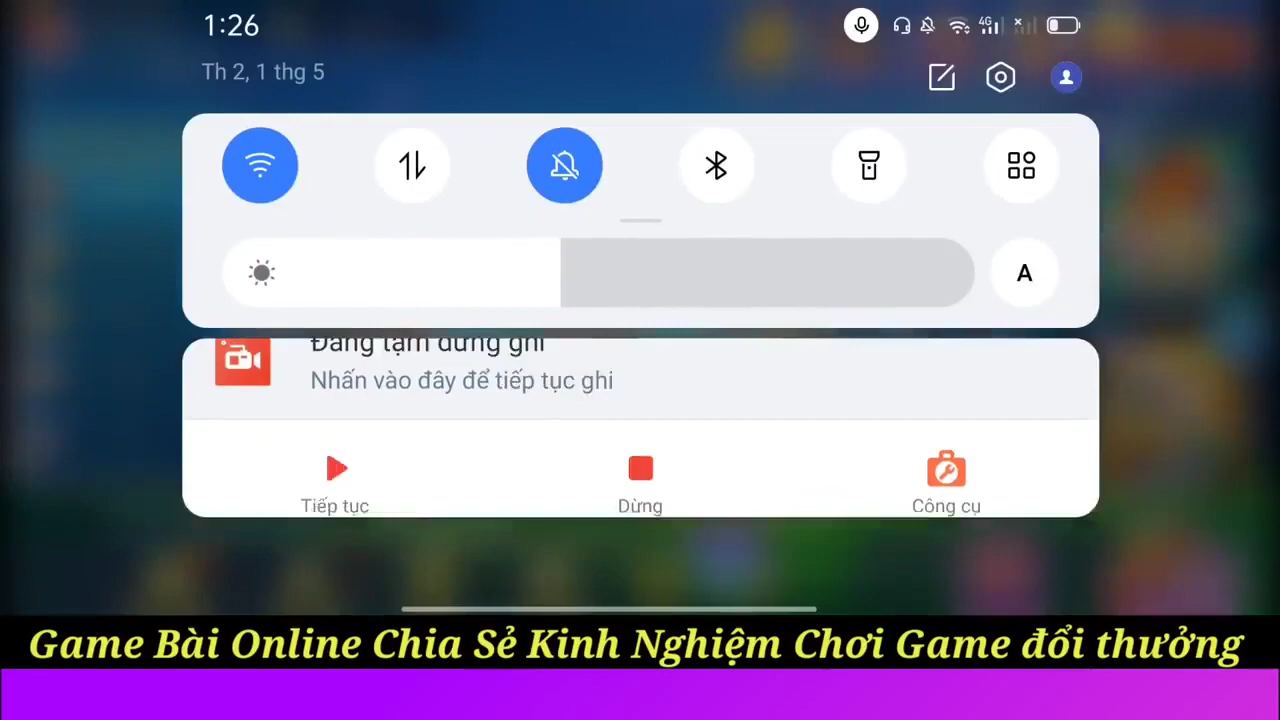 1:26
4G
Th 2, 1 thg 5
A
Đang tạm dừng ghi
Nhấn vào đây để tiếp tục ghi
Tiếp tục
Dừng
Công cụ
Game Bài Online Chia Sẻ Kinh Nghiệm Chơi Game đổi thưởng